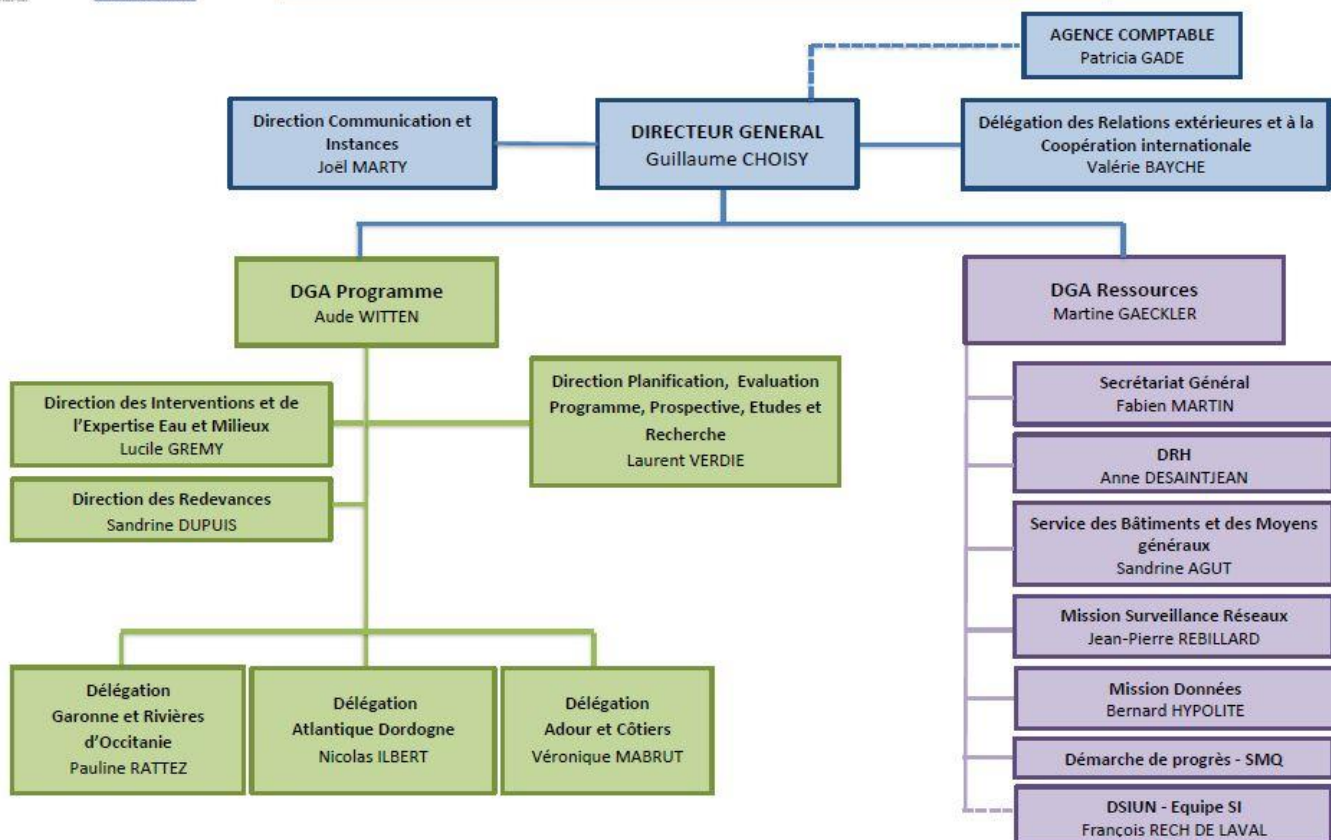 AGENCE COMPTABLE
Patricia GADE
Direction Communication et
Instances
Joël MARTY
DIRECTEUR GENERAL
Guillaume CHOISY
Délégation des Relations extérieures et à la
Coopération internationale
Valérie BAYCHE
DGA Programme
Aude WITTEN
DGA Ressources
Martine GAECKLER
Direction des Interventions et de
l'Expertise Eau et Milieux
Lucile GREMY
Direction Planification, Evaluation
Programme, Prospective, Etudes et
Recherche
Laurent VERDIE
Direction des Redevances
Sandrine DUPUIS
Délégation
Garonne et Rivières
d'Occitanie
Pauline RATTEZ
Délégation
Atlantique Dordogne
Nicolas ILBERT
Délégation
Adour et Côtiers
Véronique MABRUT
Secrétariat Général
Fabien MARTIN
DRH
Anne DESAINTJEAN
Service des Bâtiments et des Moyens
généraux
Sandrine AGUT
Mission Surveillance Réseaux
Jean-Pierre REBILLARD
Mission Données
Bernard HYPOLITE
Démarche de progrès - SMQ
DSIUN - Equipe SI
François RECH DE LAVAL